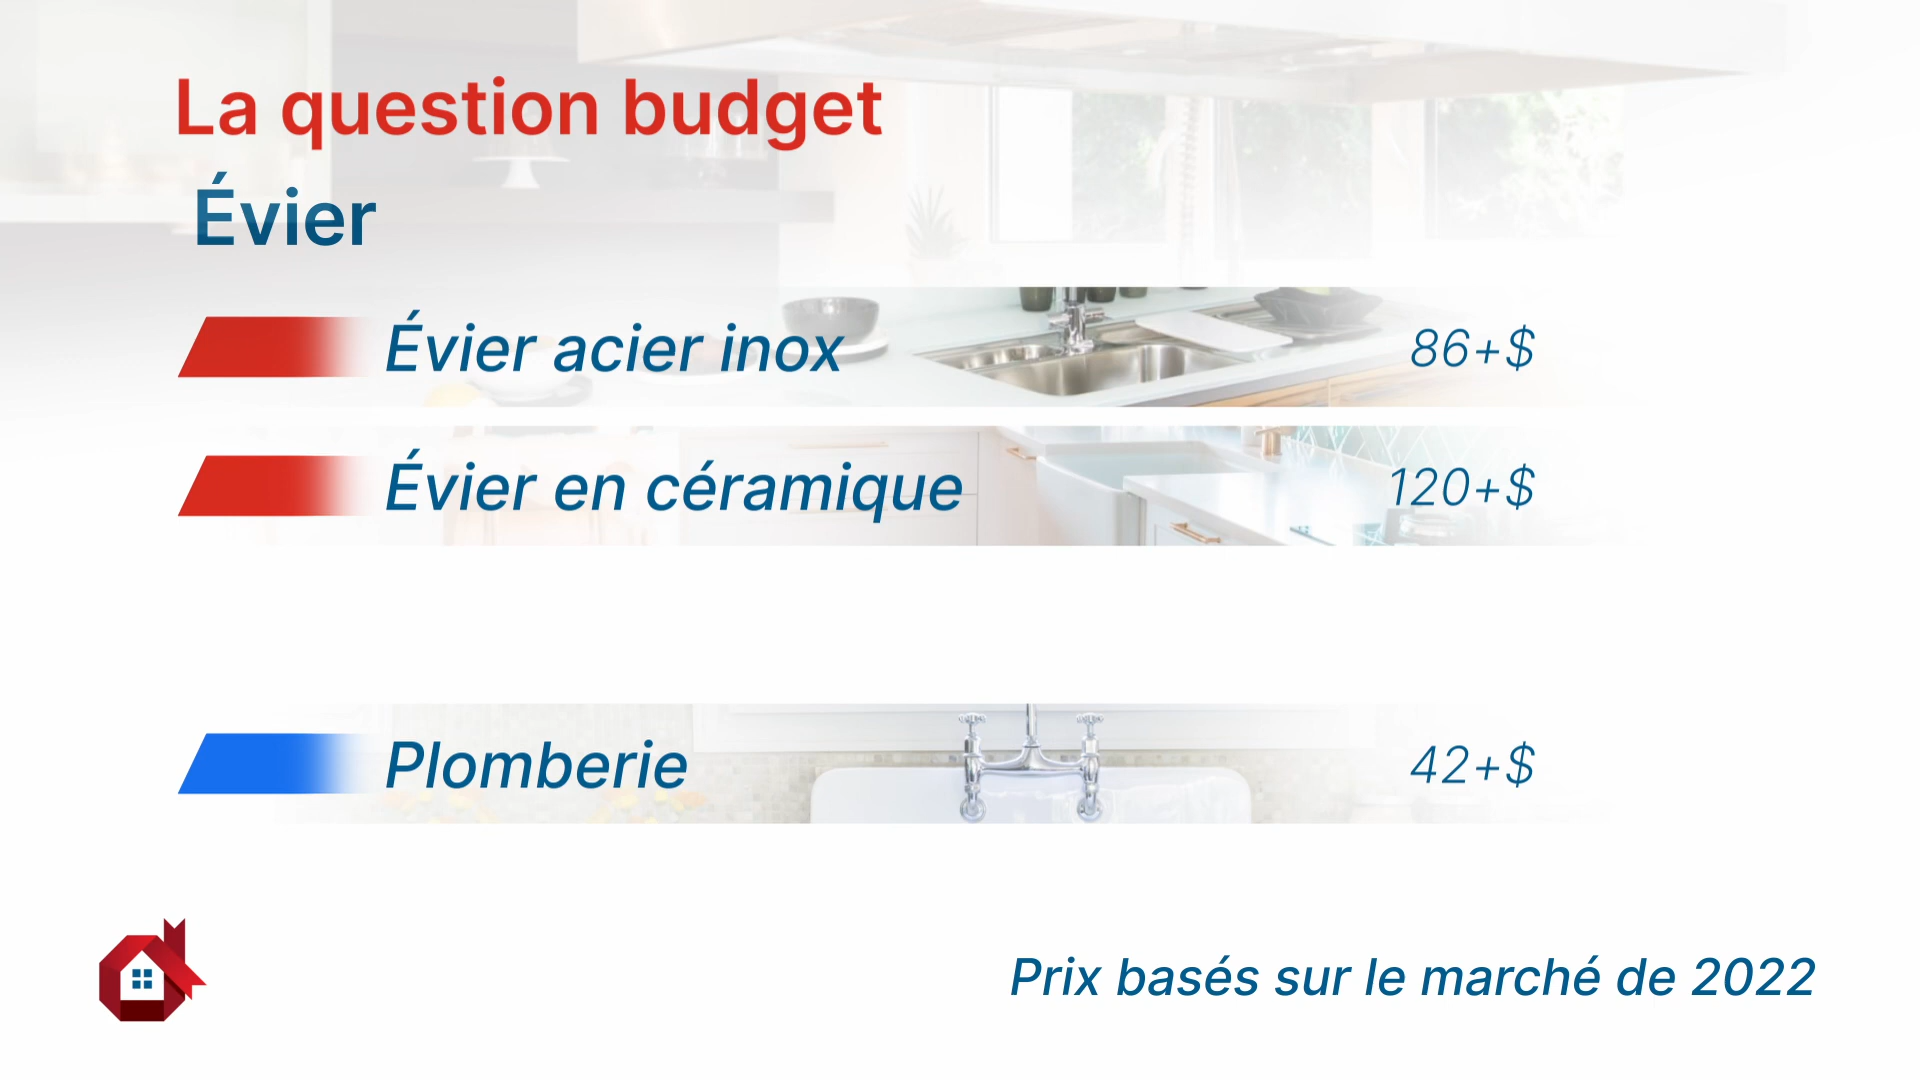 La question budget
Évier
Évier acier inox 86+$
Évier en céramique 120+$
Plomberie 42+$
Prix basés sur le marché de 2022